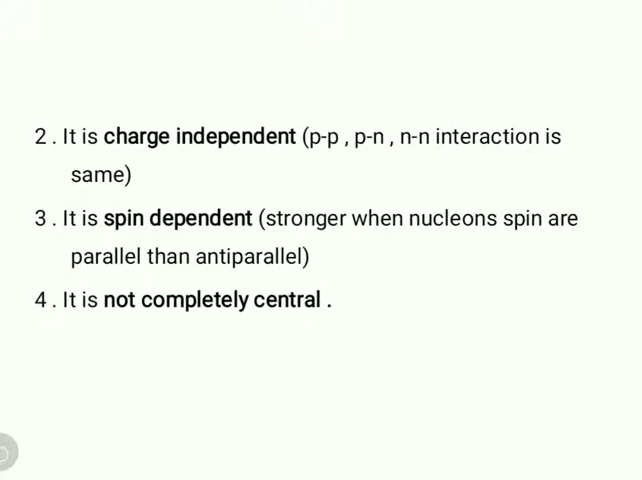 2 . It is charge independent (p-p , p-n , n-n interaction is
same)
3 . It is spin dependent (stronger when nucleons spin are
parallel than antiparallel)
4 . It is not completely central .